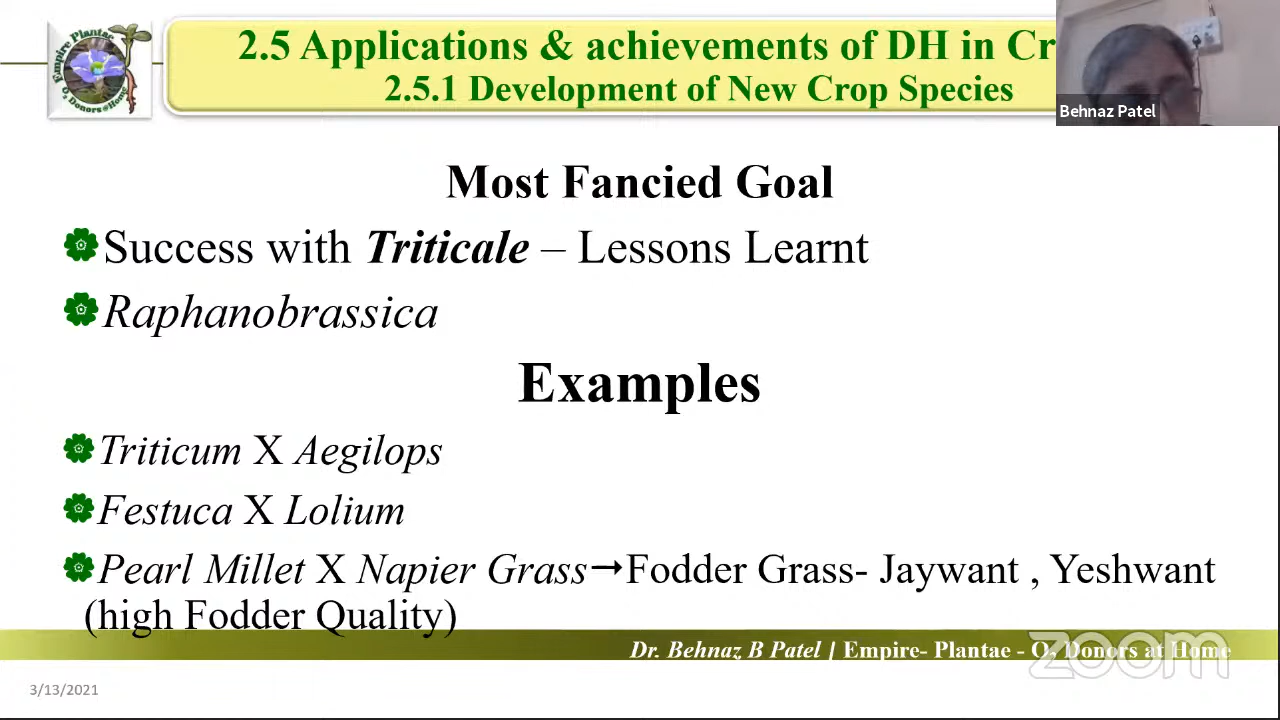 Empire Plantae
O₂ Donors@Home
2.5 Applications & achievements of DH in Cr
2.5.1 Development of New Crop Species
Behnaz Patel
Most Fancied Goal
Success with Triticale – Lessons Learnt
Raphanobrassica
Examples
Triticum X Aegilops
Festuca X Lolium
Pearl Millet X Napier Grass→Fodder Grass- Jaywant , Yeshwant
(high Fodder Quality)
Dr. Behnaz B Patel | Empire- Plantae - O₂ Donors at Home
zoom
3/13/2021